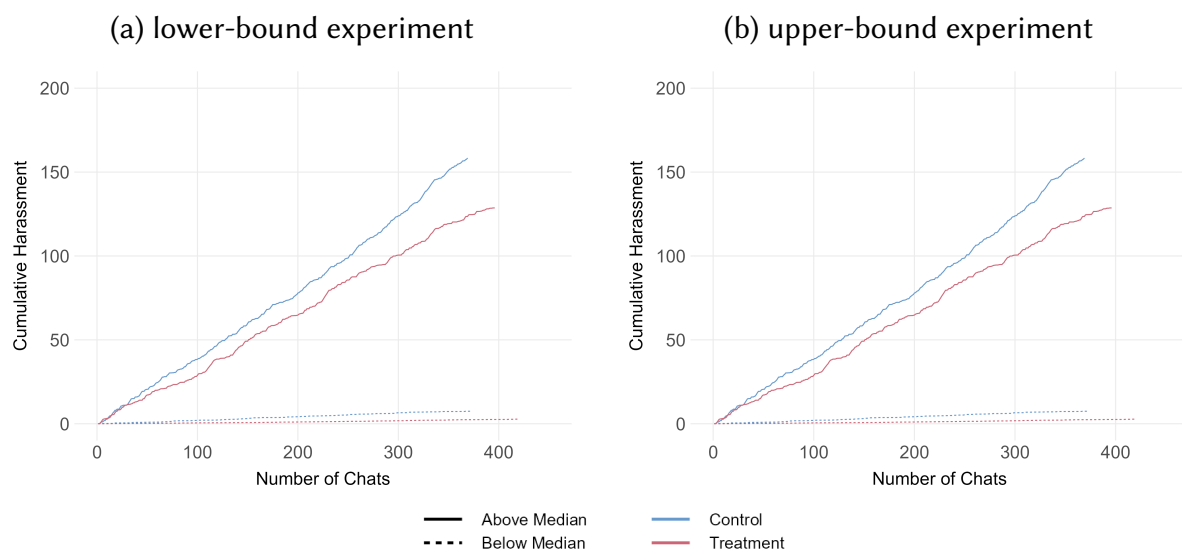 (a) lower-bound experiment
(b) upper-bound experiment
200
150
100
50
0
Cumulative Harassment
0 100 200 300 400
Number of Chats
200
150
100
50
0
Cumulative Harassment
0 100 200 300 400
Number of Chats
Above Median
Below Median
Control
Treatment